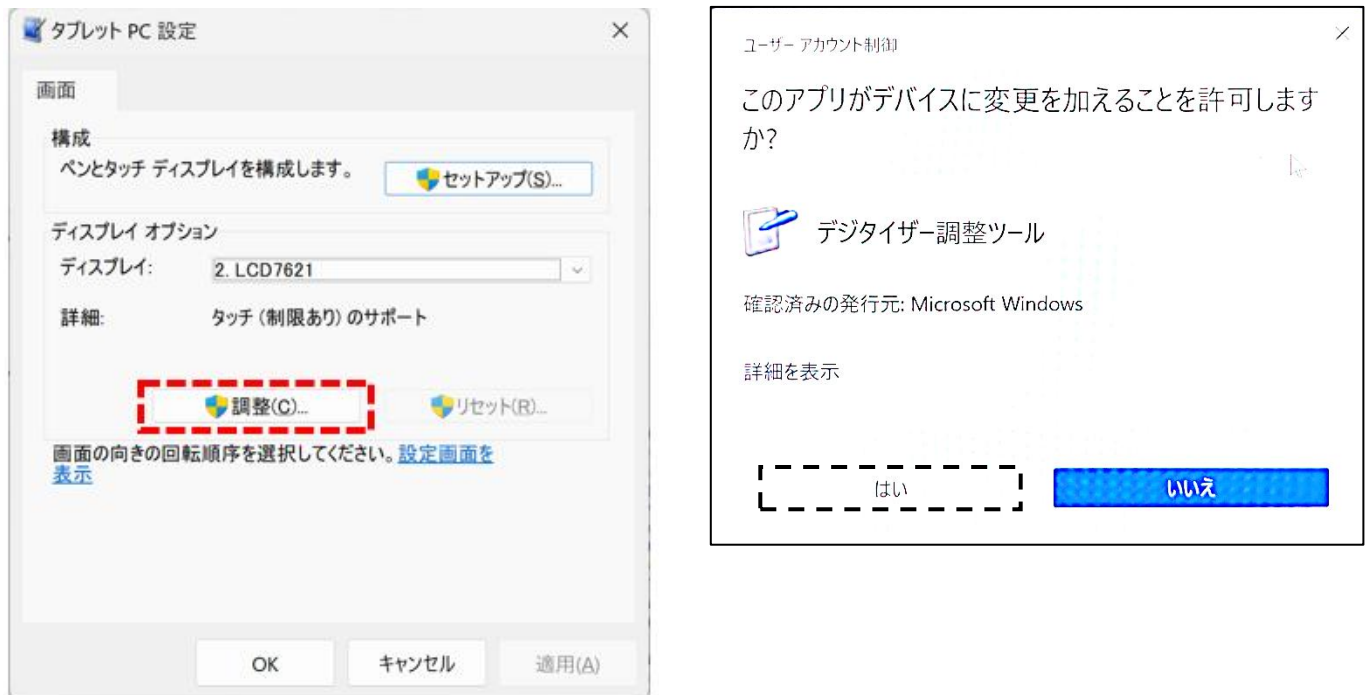 タブレット PC 設定
画面
構成
ペンとタッチ ディスプレイを構成します。
セットアップ(S)...
ディスプレイ オプション
ディスプレイ:
2. LCD7621
詳細:
タッチ (制限あり) のサポート
調整(C)...
リセット(R)...
画面の向きの回転順序を選択してください。設定画面を
表示
OK
キャンセル
適用(A)
ユーザー アカウント制御
このアプリがデバイスに変更を加えることを許可します
か?
デジタイザー調整ツール
確認済みの発行元: Microsoft Windows
詳細を表示
はい
いいえ